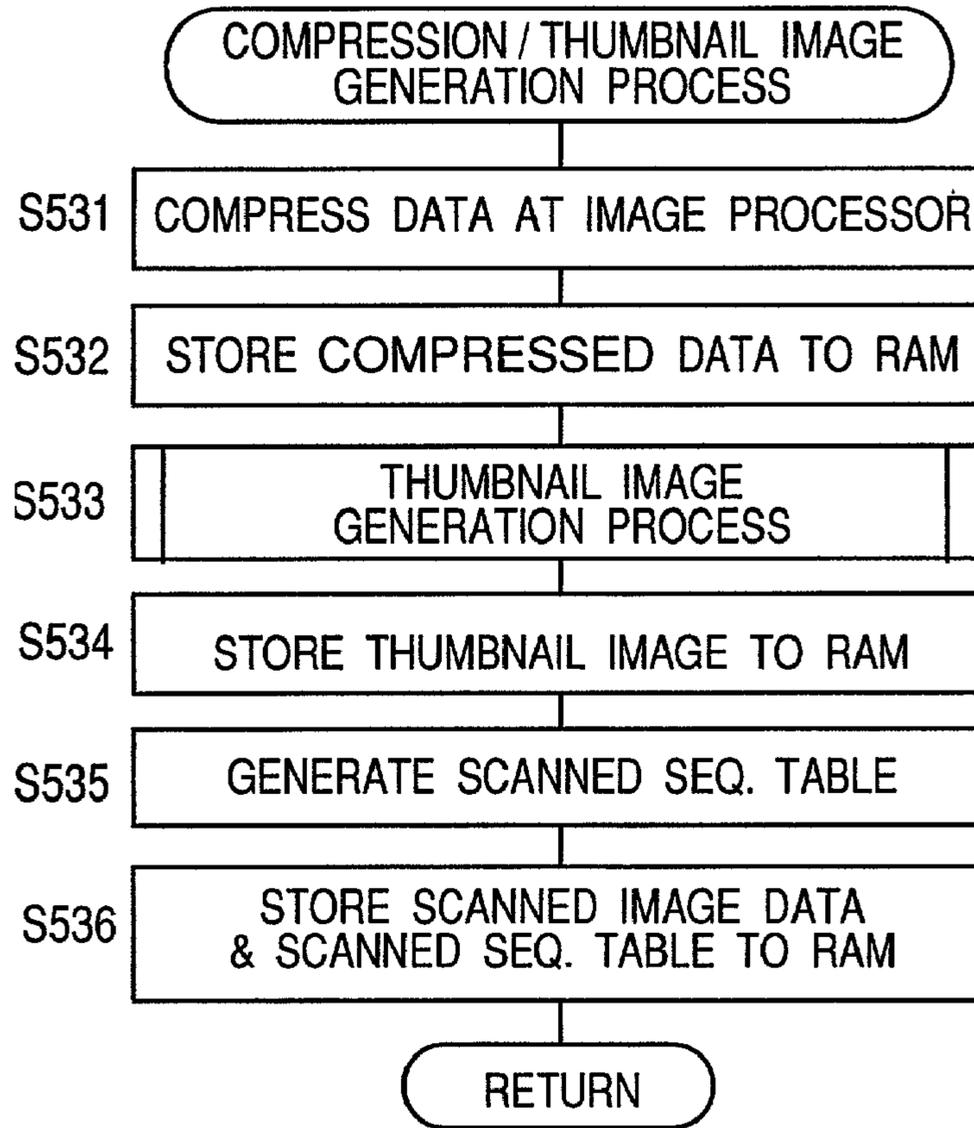 COMPRESSION / THUMBNAIL IMAGE
GENERATION PROCESS
S531
COMPRESS DATA AT IMAGE PROCESSOR
S532
STORE COMPRESSED DATA TO RAM
S533
THUMBNAIL IMAGE
GENERATION PROCESS
S534
STORE THUMBNAIL IMAGE TO RAM
S535
GENERATE SCANNED SEQ. TABLE
S536
STORE SCANNED IMAGE DATA
& SCANNED SEQ. TABLE TO RAM
RETURN